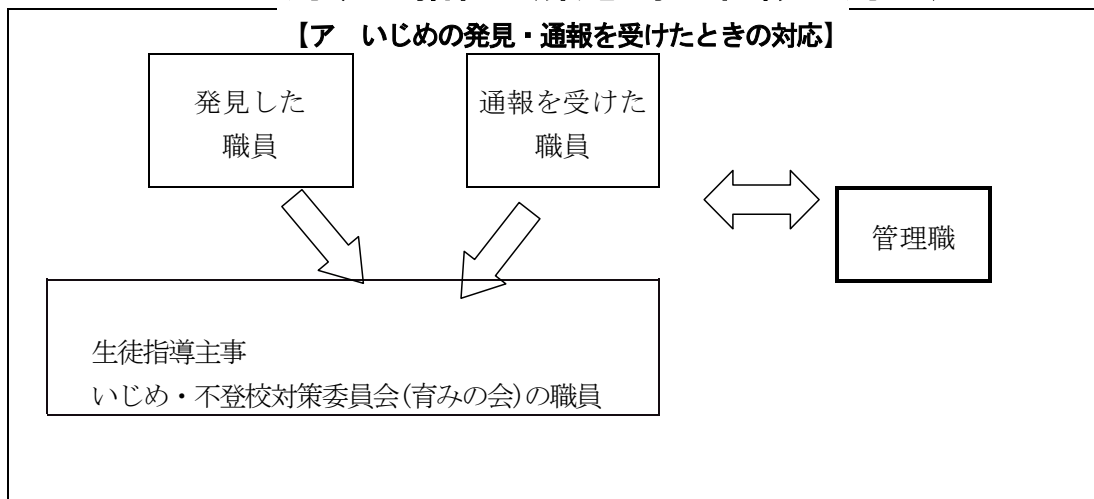 【ア　いじめの発見・通報を受けたときの対応】
発見した
職員
通報を受けた
職員
管理職
生徒指導主事
いじめ・不登校対策委員会(育みの会)の職員